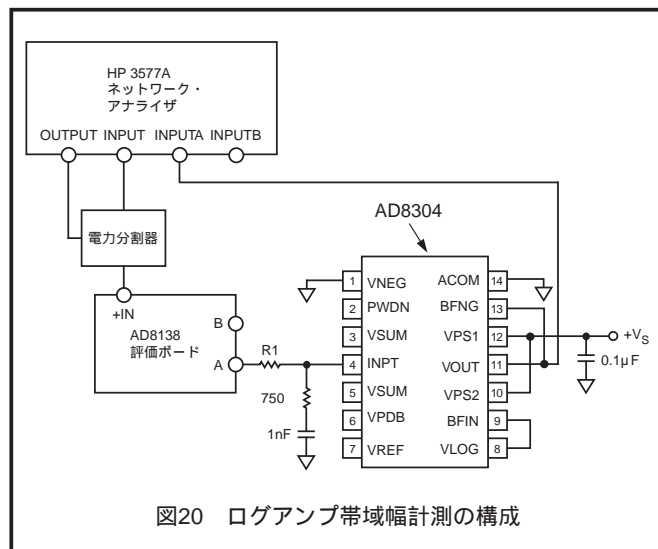 HP 3577A
ネットワーク・
アナライザ
OUTPUT INPUT INPUTA INPUTB
電力分割器
+IN
AD8138
評価ボード
B
A
R1
750
1nF
AD8304
1 VNEG ACOM 14
2 PWDN BFNG 13
3 VSUM VPS1 12
4 INPT VOUT 11
5 VSUM VPS2 10
6 VPDB BFIN 9
7 VREF VLOG 8
+VS
0.1μF
図20 ログアンプ帯域幅計測の構成